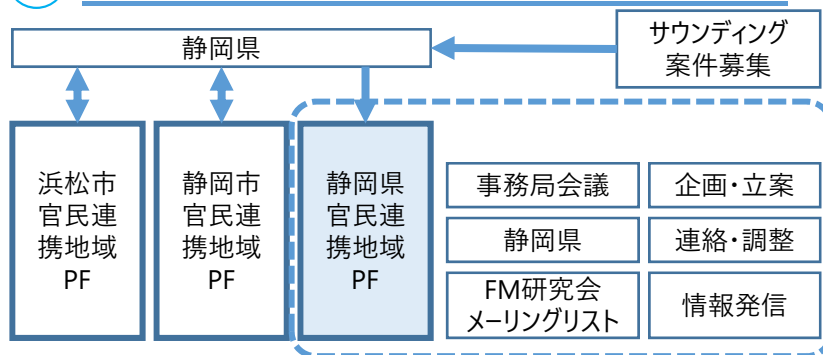 静岡県
サウンディング
案件募集
浜松市
官民連
携地域
PF
静岡市
官民連
携地域
PF
静岡県
官民連
携地域
PF
事務局会議
企画・立案
静岡県
連絡・調整
FM研究会
メーリングリスト
情報発信